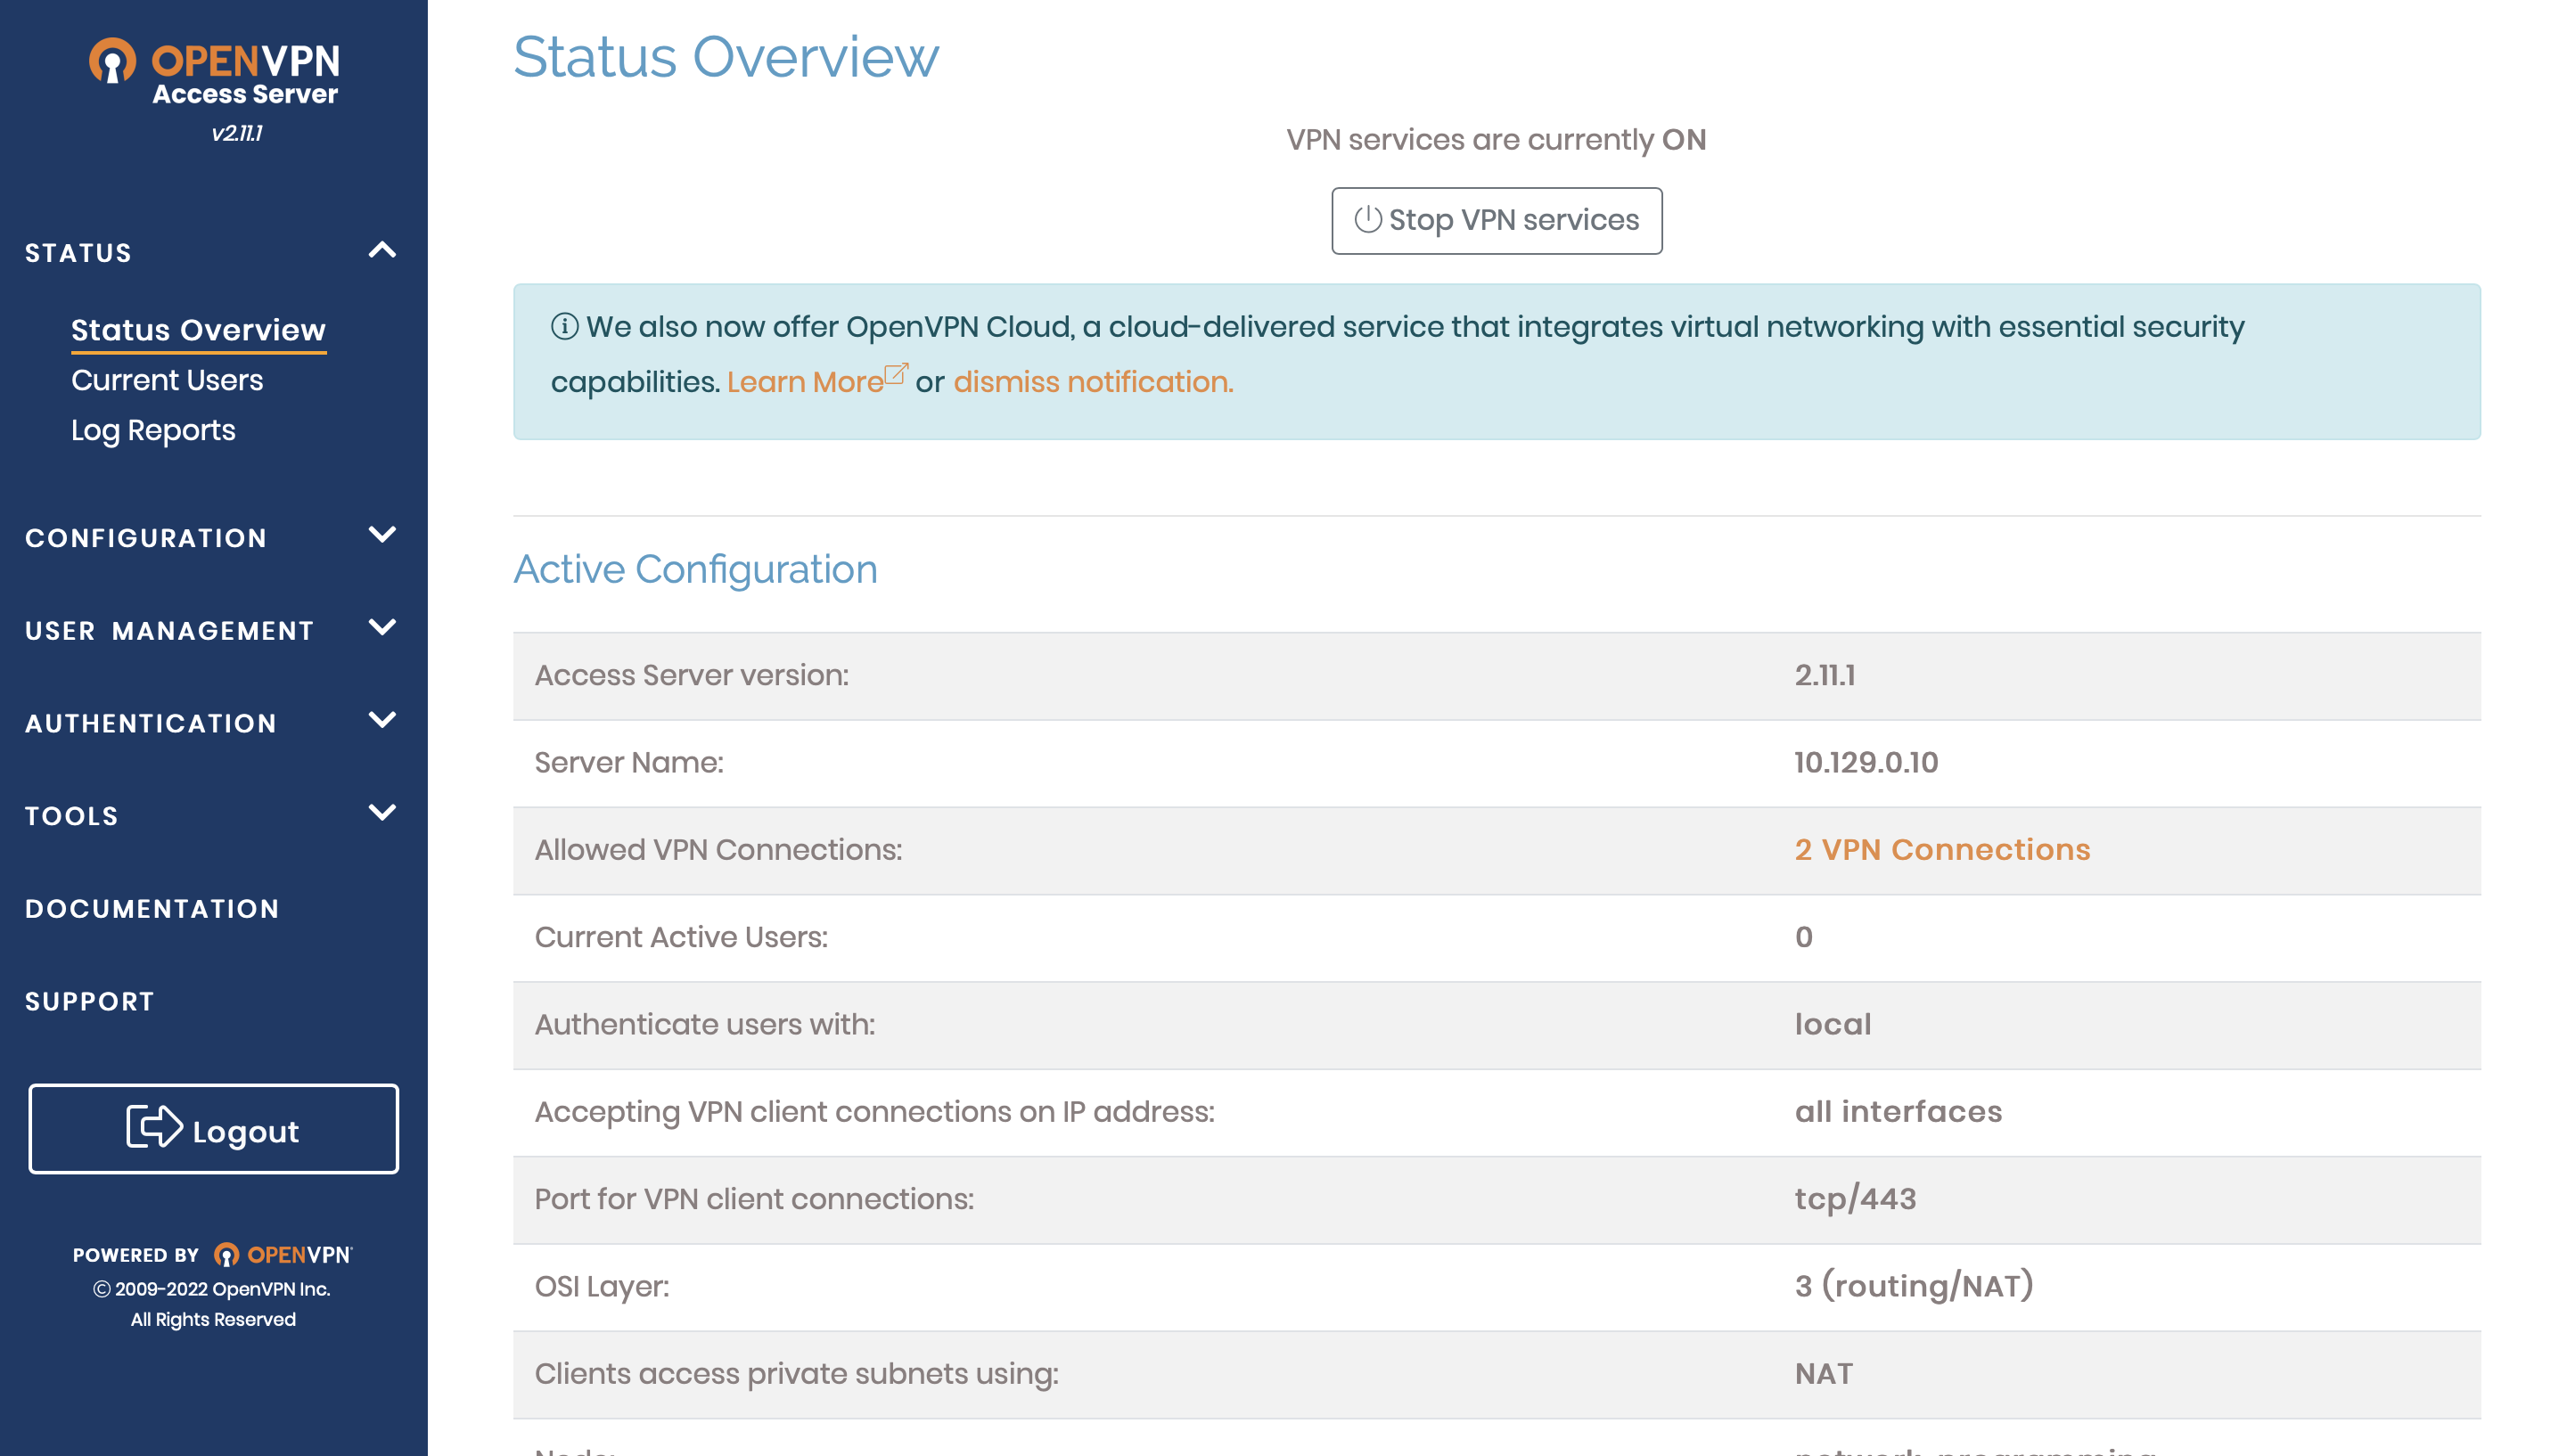 OPENVPN
Access Server
v2.11.1
STATUS
Status Overview
Current Users
Log Reports
CONFIGURATION
USER MANAGEMENT
AUTHENTICATION
TOOLS
DOCUMENTATION
SUPPORT
Logout
POWERED BY OPENVPN
© 2009-2022 OpenVPN Inc.
All Rights Reserved
Status Overview
VPN services are currently ON
Stop VPN services
We also now offer OpenVPN Cloud, a cloud-delivered service that integrates virtual networking with essential security
capabilities. Learn More or dismiss notification.
Active Configuration
Access Server version: 2.11.1
Server Name: 10.129.0.10
Allowed VPN Connections: 2 VPN Connections
Current Active Users: 0
Authenticate users with: local
Accepting VPN client connections on IP address: all interfaces
Port for VPN client connections: tcp/443
OSI Layer: 3 (routing/NAT)
Clients access private subnets using: NAT